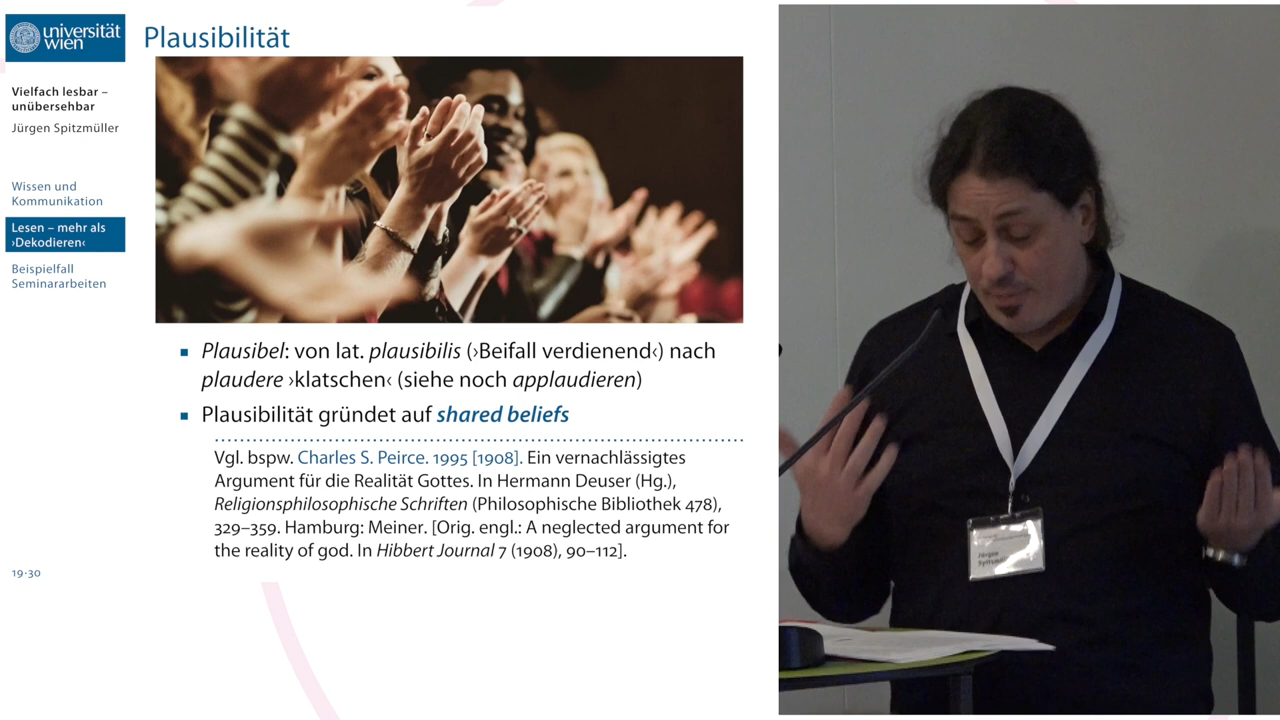 universität
wien
Plausibilität
Vielfach lesbar –
unübersehbar
Jürgen Spitzmüller
Wissen und
Kommunikation
Lesen – mehr als
›Dekodieren‹
Beispielfall
Seminararbeiten
Plausibel: von lat. plausibilis (›Beifall verdienend‹) nach
plaudere ›klatschen‹ (siehe noch applaudieren)
Plausibilität gründet auf shared beliefs
Vgl. bspw. Charles S. Peirce. 1995 [1908]. Ein vernachlässigtes
Argument für die Realität Gottes. In Hermann Deuser (Hg.),
Religionsphilosophische Schriften (Philosophische Bibliothek 478),
329–359. Hamburg: Meiner. [Orig. engl.: A neglected argument for
the reality of god. In Hibbert Journal 7 (1908), 90–112].
19·30
Jürgen